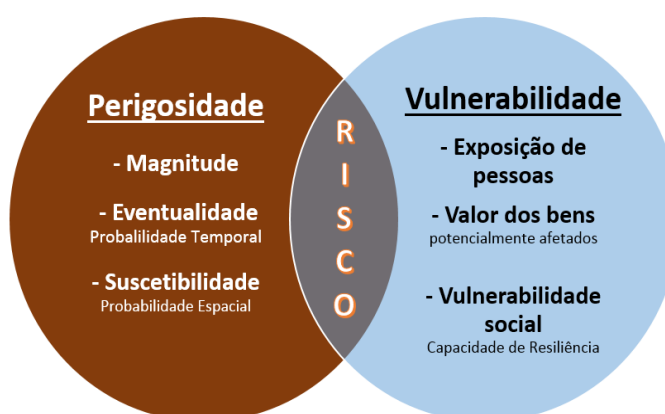 Perigosidade
- Magnitude
- Eventualidade
Probalilidade Temporal
- Suscetibilidade
Probabilidade Espacial
RISCO
Vulnerabilidade
- Exposição de
pessoas
- Valor dos bens
potencialmente afetados
- Vulnerabilidade
social
Capacidade de Resiliência